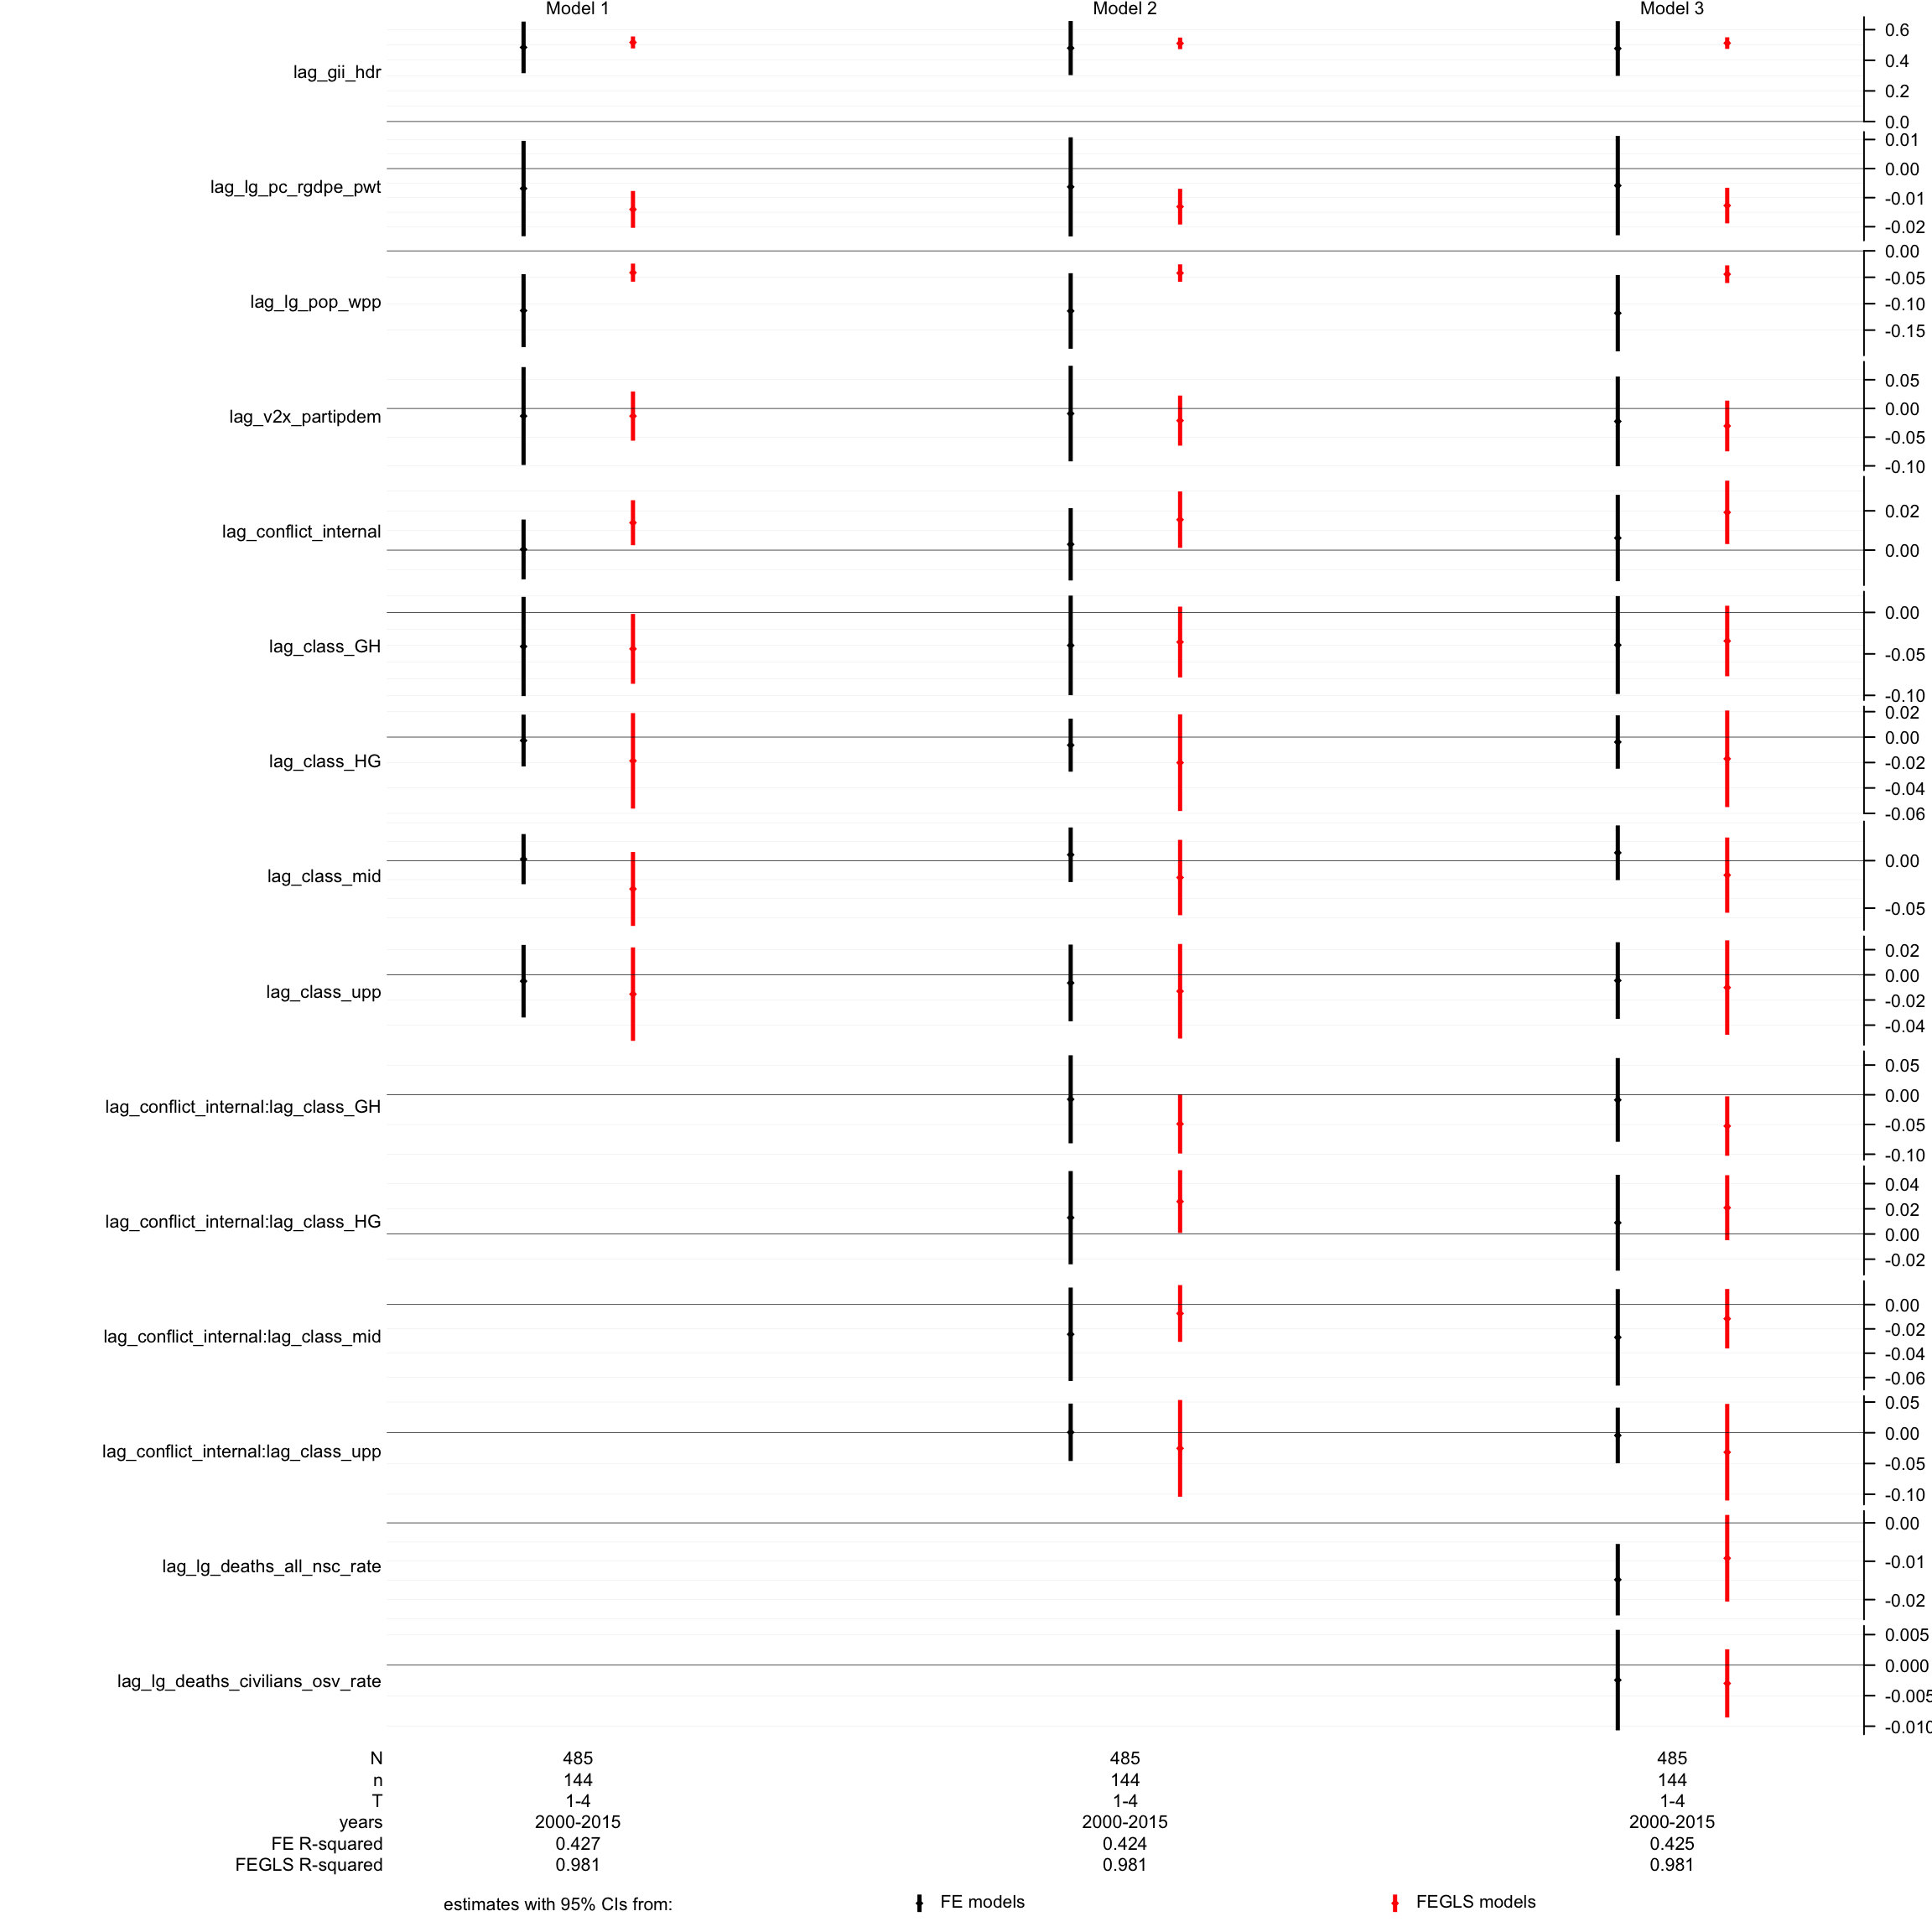 Model 1 Model 2 Model 3
lag_gii_hdr
0.6
0.4
0.2
0.0
lag_lg_pc_rgdpe_pwt
0.01
0.00
-0.01
-0.02
lag_lg_pop_wpp
0.00
-0.05
-0.10
-0.15
lag_v2x_partipdem
0.05
0.00
-0.05
-0.10
lag_conflict_internal
0.02
0.00
lag_class_GH
0.00
-0.05
-0.10
lag_class_HG
0.02
0.00
-0.02
-0.04
-0.06
lag_class_mid
0.00
-0.05
lag_class_upp
0.02
0.00
-0.02
-0.04
lag_conflict_internal:lag_class_GH
0.05
0.00
-0.05
-0.10
lag_conflict_internal:lag_class_HG
0.04
0.02
0.00
-0.02
lag_conflict_internal:lag_class_mid
0.00
-0.02
-0.04
-0.06
lag_conflict_internal:lag_class_upp
0.05
0.00
-0.05
-0.10
lag_lg_deaths_all_nsc_rate
0.00
-0.01
-0.02
lag_lg_deaths_civilians_osv_rate
0.005
0.000
-0.005
-0.010
N 485 485 485
n 144 144 144
T 1-4 1-4 1-4
years 2000-2015 2000-2015 2000-2015
FE R-squared 0.427 0.424 0.425
FEGLS R-squared 0.981 0.981 0.981
estimates with 95% CIs from: FE models FEGLS models